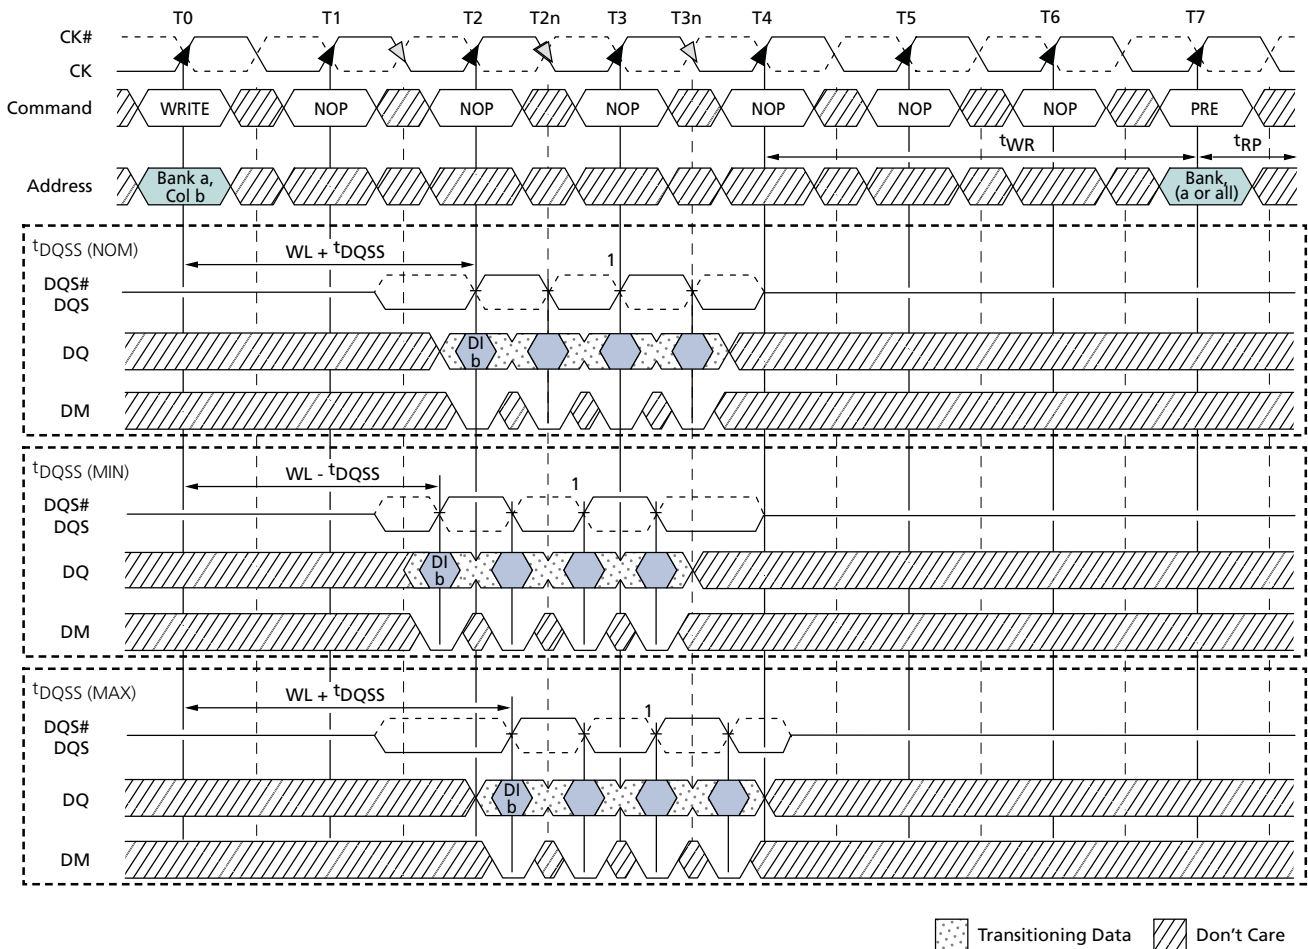 T0 T1 T2 T2n T3 T3n T4 T5 T6 T7
CK#
CK
Command WRITE NOP NOP NOP NOP NOP NOP PRE
tWR tRP
Address Bank a, Col b Bank, (a or all)
tDQSS (NOM)
WL + tDQSS 1
DQS#
DQS
DQ DI b
DM
tDQSS (MIN)
WL - tDQSS 1
DQS#
DQS
DQ DI b
DM
tDQSS (MAX)
WL + tDQSS 1
DQS#
DQS
DQ DI b
DM
Transitioning Data Don't Care